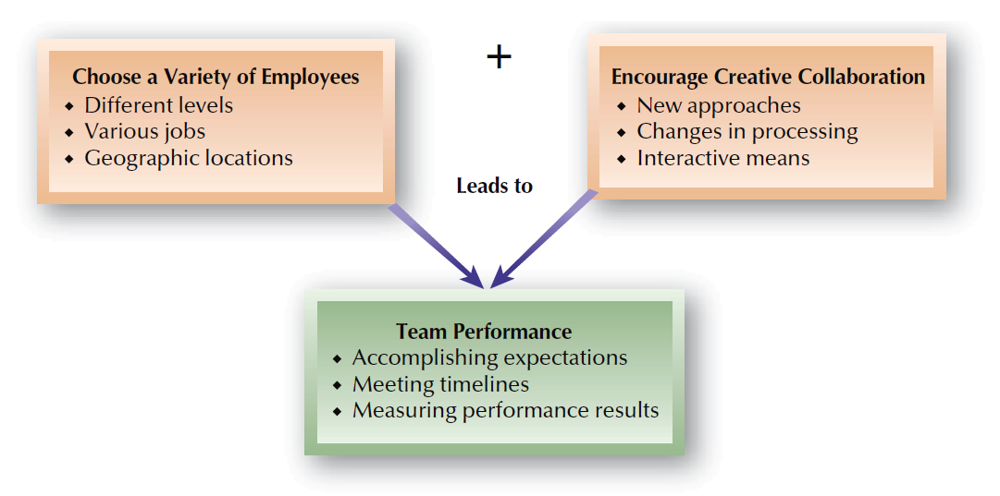 Choose a Variety of Employees
◆ Different levels
◆ Various jobs
◆ Geographic locations
+
Encourage Creative Collaboration
◆ New approaches
◆ Changes in processing
◆ Interactive means
Leads to
Team Performance
◆ Accomplishing expectations
◆ Meeting timelines
◆ Measuring performance results